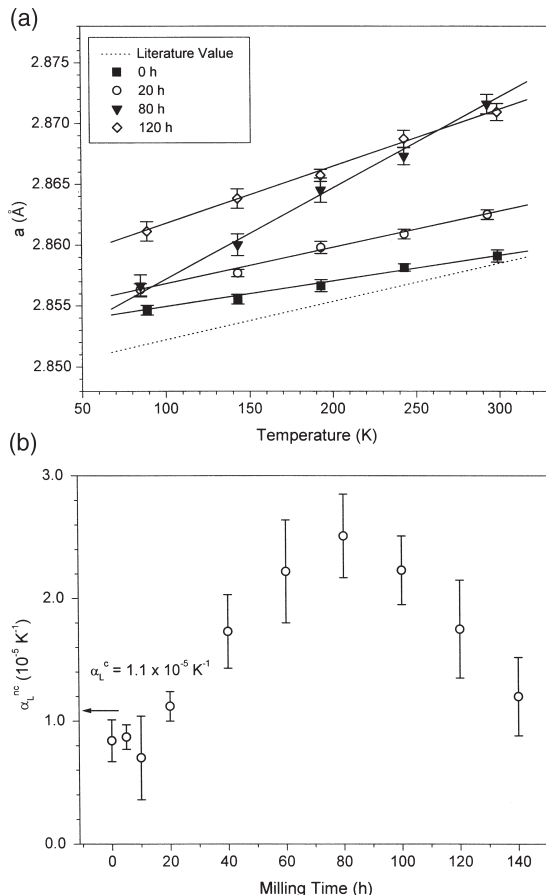 (a)
Literature Value
0 h
20 h
80 h
120 h
2.875
2.870
2.865
2.860
2.855
2.850
a (Å)
50 100 150 200 250 300
Temperature (K)
(b)
3.0
2.0
1.0
0.0
α_L^nc (10^-5 K^-1)
α_L^c = 1.1 x 10^-5 K^-1
0 20 40 60 80 100 120 140
Milling Time (h)